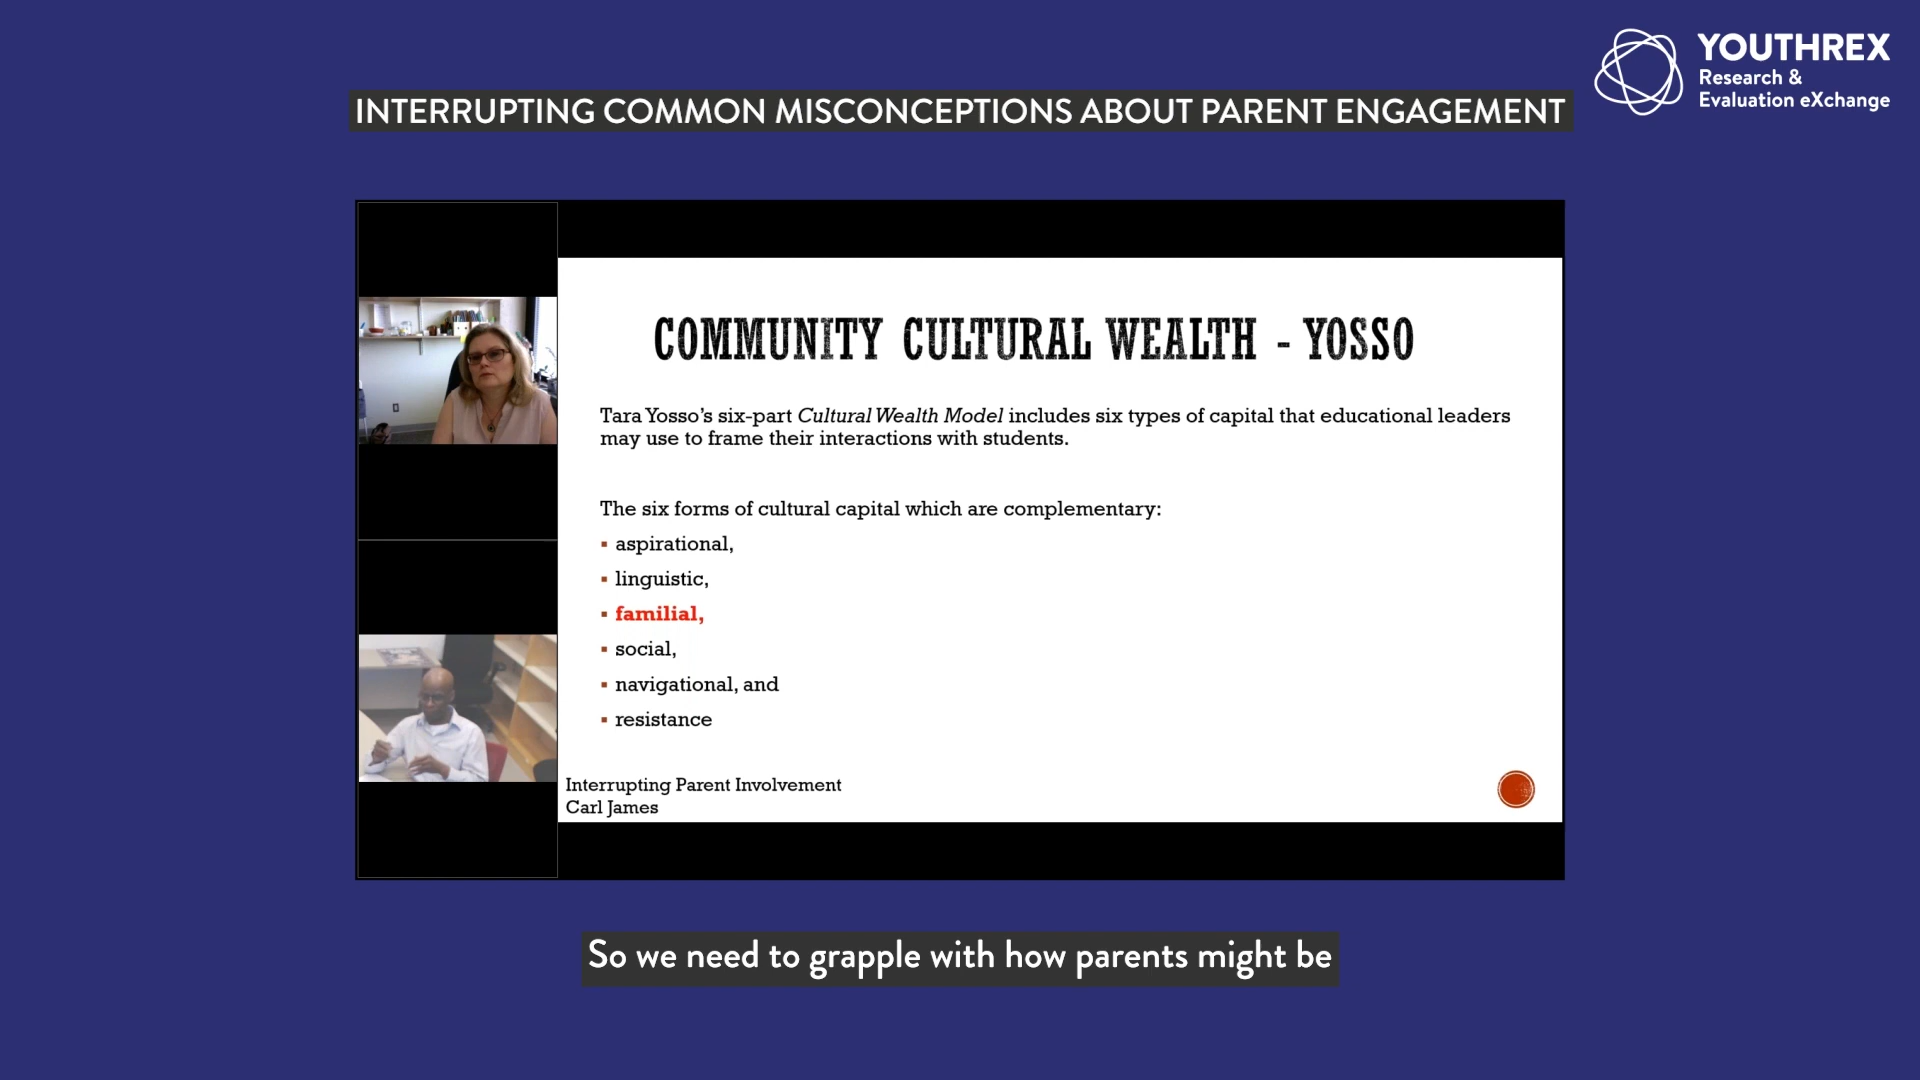 YOUTHREX
Research &
Evaluation eXchange
INTERRUPTING COMMON MISCONCEPTIONS ABOUT PARENT ENGAGEMENT
COMMUNITY CULTURAL WEALTH - YOSSO
Tara Yosso's six-part Cultural Wealth Model includes six types of capital that educational leaders
may use to frame their interactions with students.
The six forms of cultural capital which are complementary:
▪ aspirational,
▪ linguistic,
▪ familial,
▪ social,
▪ navigational, and
▪ resistance
Interrupting Parent Involvement
Carl James
So we need to grapple with how parents might be